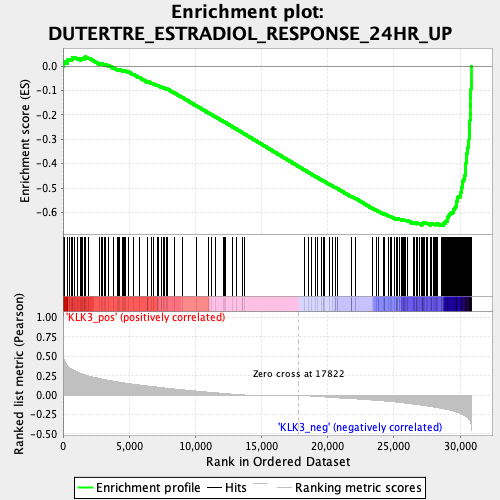 Enrichment plot:
DUTERTRE_ESTRADIOL_RESPONSE_24HR_UP
Enrichment score (ES)
0.0
-0.1
-0.2
-0.3
-0.4
-0.5
-0.6
Ranked list metric (Pearson)
1.00
0.75
0.50
0.25
0.00
-0.25
-0.50
'KLK3_pos' (positively correlated)
Zero cross at 17822
'KLK3_neg' (negatively correlated)
0
5,000
10,000
15,000
20,000
25,000
30,000
Rank in Ordered Dataset
Enrichment profile
Hits
Ranking metric scores